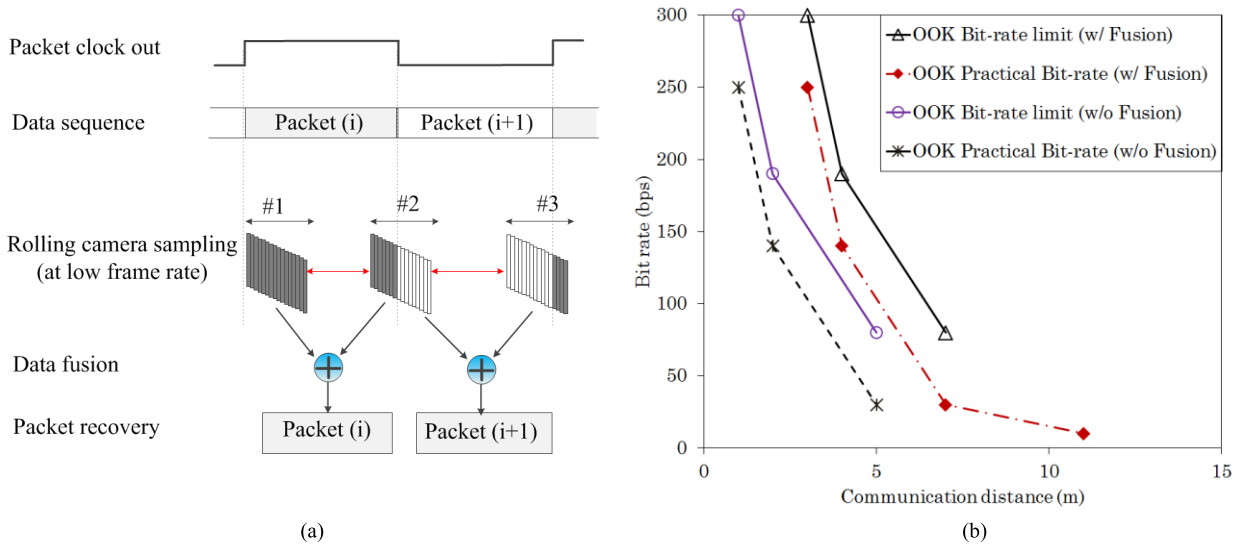 Packet clock out
Data sequence
Packet (i)
Packet (i+1)
#1
#2
#3
Rolling camera sampling
(at low frame rate)
Data fusion
Packet recovery
Packet (i)
Packet (i+1)
(a)
300
250
200
150
100
50
0
Bit rate (bps)
OOK Bit-rate limit (w/ Fusion)
OOK Practical Bit-rate (w/ Fusion)
OOK Bit-rate limit (w/o Fusion)
OOK Practical Bit-rate (w/o Fusion)
0
5
10
15
Communication distance (m)
(b)